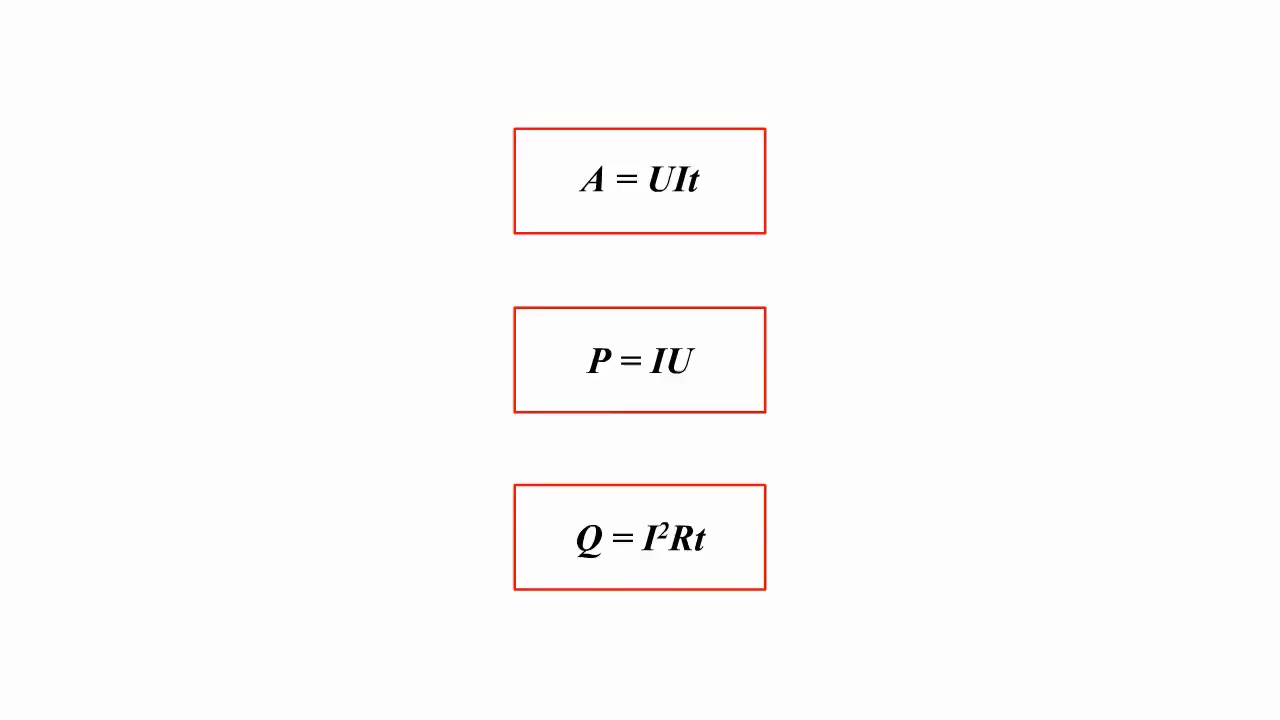 A = UIt
P = IU
Q = I²Rt